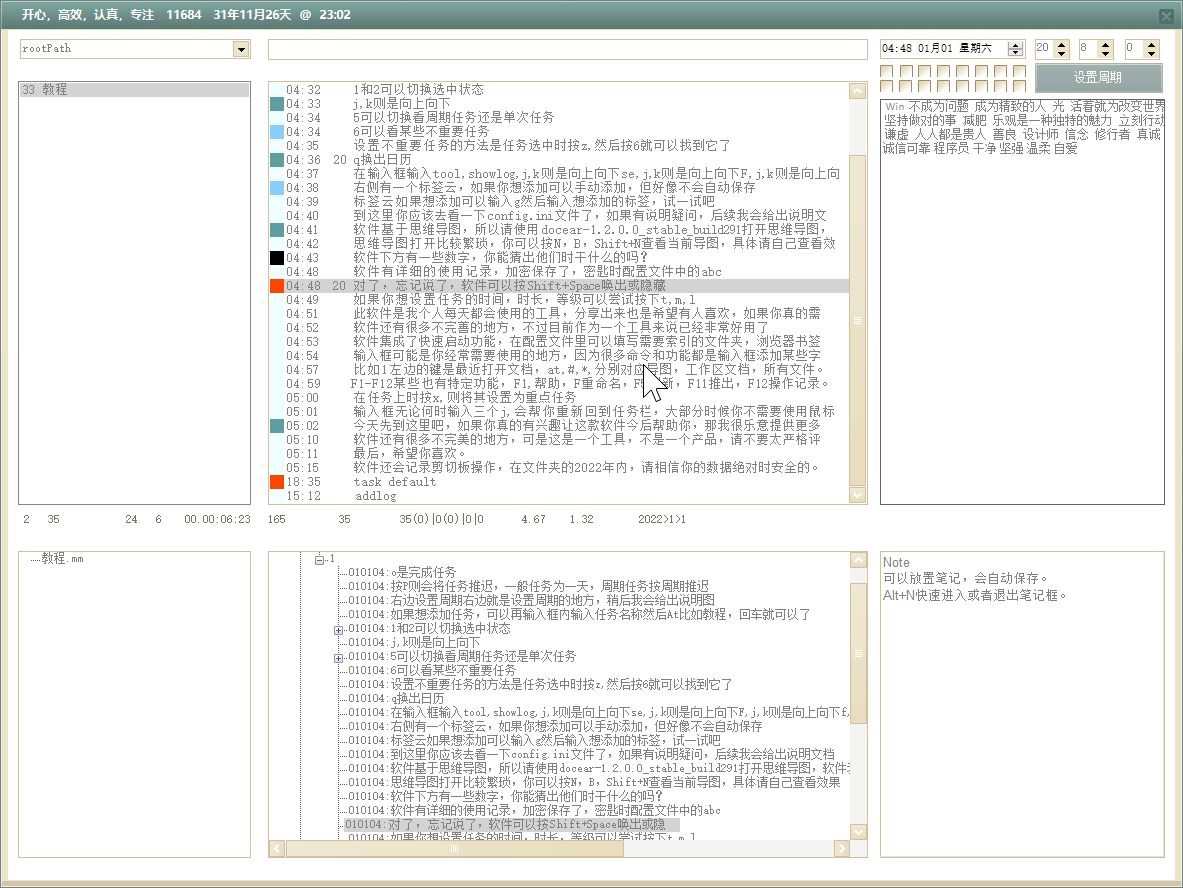 开心，高效，认真，专注 11684 31年11月26天 @ 23:02
rootPath
04:48 01月01 星期六
20 8 0
设置周期
33 教程
04:32 1和2可以切换选中状态
04:33 j,k则是向上向下
04:34 5可以切换看周期任务还是单次任务
04:34 6可以看某些不重要任务
04:35 设置不重要任务的方法是任务选中时按z,然后按6就可以找到它了
04:36 20 q换出日历
04:37 在输入框输入tool,showlog,j,k则是向上向下se,j,k则是向上向下F,j,k则是向上向
04:38 右侧有一个标签云，如果你想添加可以手动添加，但好像不会自动保存
04:39 标签云如果想添加可以输入g然后输入想添加的标签，试一试吧
04:40 到这里你应该去看一下config.ini文件了，如果有说明疑问，后续我会给出说明文
04:41 软件基于思维导图，所以请使用 docear-1.2.0.0_stable_build291打开思维导图，
04:42 思维导图打开比较繁琐，你可以按N，B，Shift+N查看当前导图，具体请自己查看效
04:43 软件下方有一些数字，你能猜出他们时干什么的吗？
04:48 软件有详细的使用记录，加密保存了，密匙时配置文件中的abc
04:48 20 对了，忘记说了，软件可以按Shift+Space唤出或隐藏
04:49 如果你想设置任务的时间，时长，等级可以尝试按下t,m,l
04:51 此软件是我个人每天都会使用的工具，分享出来也是希望有人喜欢，如果你真的需
04:52 软件还有很多不完善的地方，不过目前作为一个工具来说已经非常好用了
04:53 软件集成了快速启动功能，在配置文件里可以填写需要索引的文件夹，浏览器书签
04:54 输入框可能是你经常需要使用的地方，因为很多命令和功能都是输入框添加某些字
04:57 比如1左边的键是最近打开文档，at,#,*,分别对应导图，工作区文档，所有文件。
04:59 F1-F12某些也有特定功能，F1,帮助，F重命名，F5 新，F11推出，F12操作记录。
05:00 在任务上时按x,则将其设置为重点任务
05:01 输入框无论何时输入三个j,会帮你重新回到任务栏，大部分时候你不需要使用鼠标
05:02 今天先到这里吧，如果你真的有兴趣让这款软件今后帮助你，那我很乐意提供更多
05:10 软件还有很多不完美的地方，可是这是一个工具，不是一个产品，请不要太严格评
05:11 最后，希望你喜欢。
05:15 软件还会记录剪切板操作，在文件夹的2022年内，请相信你的数据绝对时安全的。
18:35 task default
15:12 addlog
Win 不成为问题 成为精致的人 光 活着就为改变世界
坚持做对的事 减肥 乐观是一种独特的魅力 立刻行动
谦虚 人人都是贵人 善良 设计师 信念 修行者 真诚
诚信可靠 程序员 干净 坚强 温柔 自爱
2 35 24 6 00.00:06:23 165 35 35(0)|0(0)|0|0 4.67 1.32 2022>1>1
教程.mm
1
010104:o是完成任务
010104:按P则会将任务推迟，一般任务为一天，周期任务按周期推迟
010104:右边设置周期右边就是设置周期的地方，稍后我会给出说明图
010104:如果想添加任务，可以再输入框内输入任务名称然后At比如教程，回车就可以了
010104:1和2可以切换选中状态
010104:j,k则是向上向下
010104:5可以切换看周期任务还是单次任务
010104:6可以看某些不重要任务
010104:设置不重要任务的方法是任务选中时按z,然后按6就可以找到它了
010104:q换出日历
010104:在输入框输入tool,showlog,j,k则是向上向下se,j,k则是向上向下F,j,k则是向上向下f,
010104:右侧有一个标签云，如果你想添加可以手动添加，但好像不会自动保存
010104:标签云如果想添加可以输入g然后输入想添加的标签，试一试吧
010104:到这里你应该去看一下config.ini文件了，如果有说明疑问，后续我会给出说明文档
010104:软件基于思维导图，所以请使用docear-1.2.0.0_stable_build291打开思维导图，软件
010104:思维导图打开比较繁琐，你可以按N，B，Shift+N查看当前导图，具体请自己查看效果
010104:软件下方有一些数字，你能猜出他们时干什么的吗？
010104:软件有详细的使用记录，加密保存了，密匙时配置文件中的abc
010104:对了，忘记说了，软件可以按Shift+Space唤出或隐
010104:如果你想设置任务的时间，时长，等级可以尝试按下t,m,l
Note
可以放置笔记，会自动保存。
Alt+N快速进入或者退出笔记框。